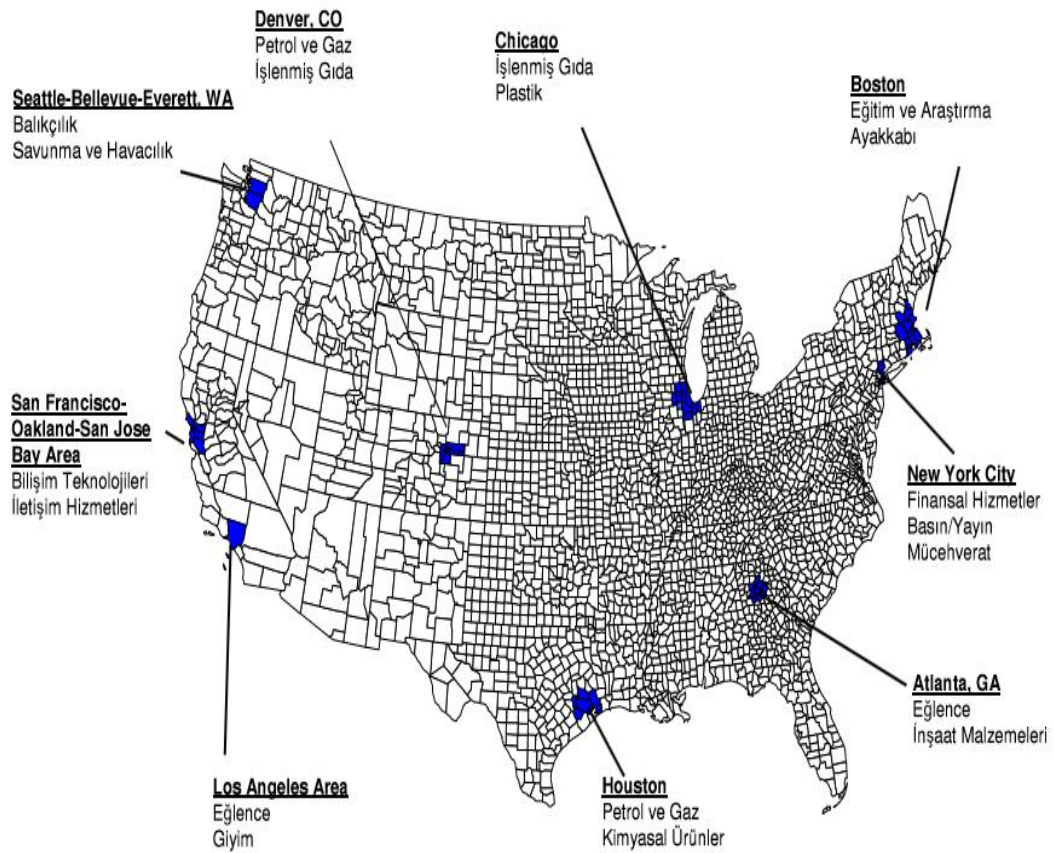 Denver, CO
Petrol ve Gaz
İşlenmiş Gıda
Chicago
İşlenmiş Gıda
Plastik
Boston
Eğitim ve Araştırma
Ayakkabı
Seattle-Bellevue-Everett, WA
Balıkçılık
Savunma ve Havacılık
San Francisco-
Oakland-San Jose
Bay Area
Bilişim Teknolojileri
İletişim Hizmetleri
New York City
Finansal Hizmetler
Basın/Yayın
Mücehverat
Atlanta, GA
Eğlence
İnşaat Malzemeleri
Los Angeles Area
Eğlence
Giyim
Houston
Petrol ve Gaz
Kimyasal Ürünler